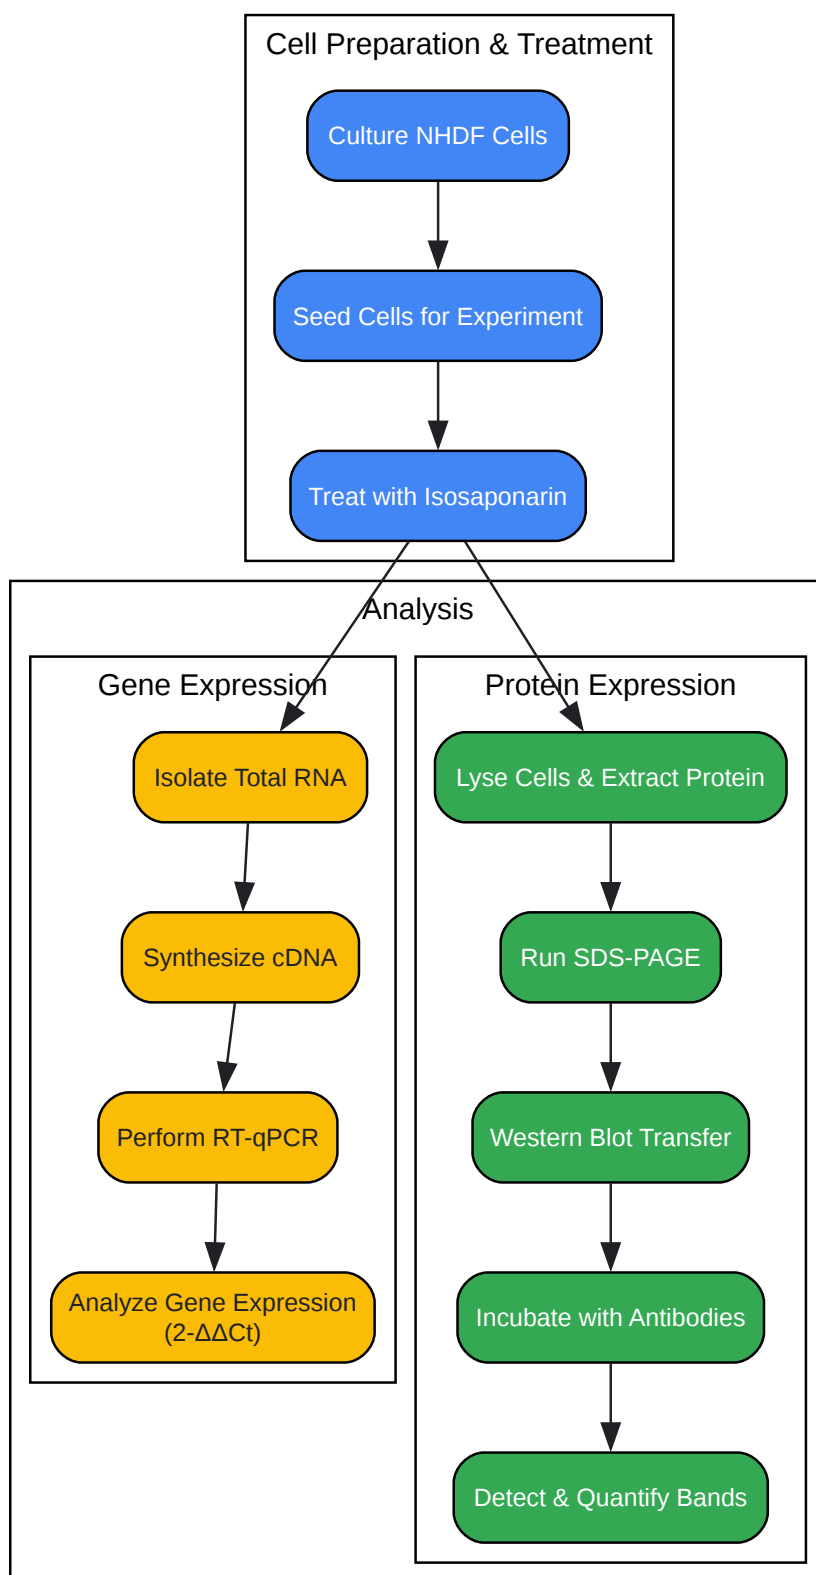 Cell Preparation & Treatment
Culture NHDF Cells
Seed Cells for Experiment
Treat with Isosaponarin
Analysis
Gene Expression
Isolate Total RNA
Synthesize cDNA
Perform RT-qPCR
Analyze Gene Expression
(2-ΔΔCt)
Protein Expression
Lyse Cells & Extract Protein
Run SDS-PAGE
Western Blot Transfer
Incubate with Antibodies
Detect & Quantify Bands